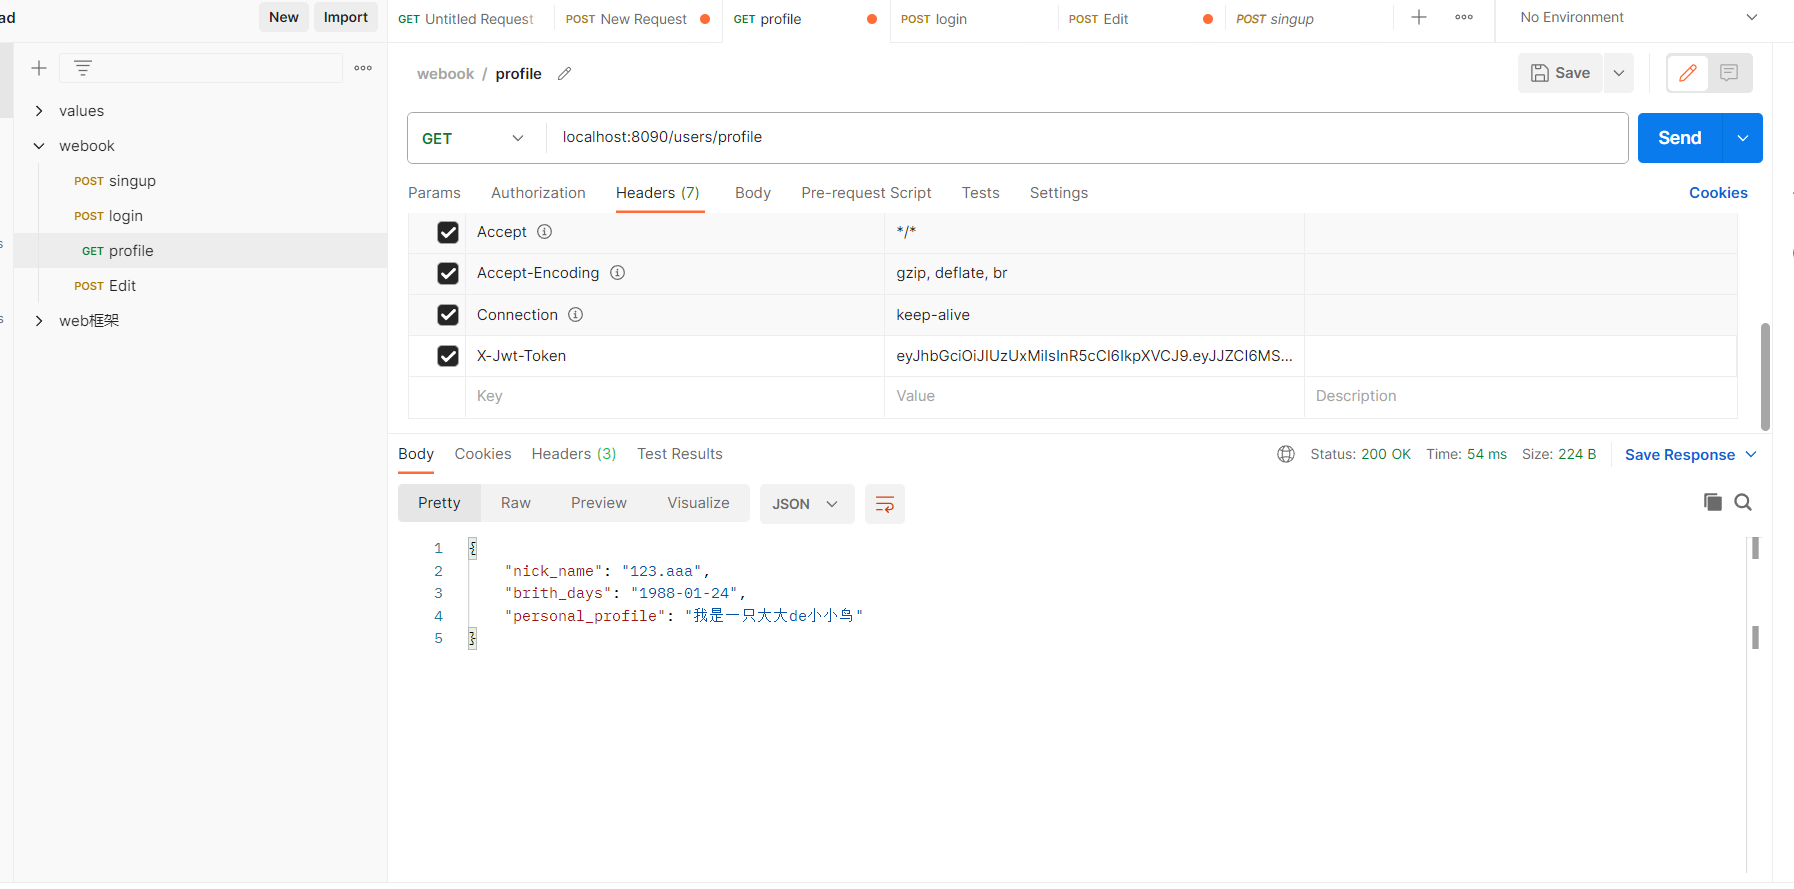 ad New Import GET Untitled Request POST New Request GET profile POST login POST Edit POST singup No Environment
webook / profile Save
values
webook GET localhost:8090/users/profile Send
POST singup
POST login
GET profile
POST Edit
web框架
Params Authorization Headers (7) Body Pre-request Script Tests Settings Cookies
Accept */*
Accept-Encoding gzip, deflate, br
Connection keep-alive
X-Jwt-Token eyJhbGciOiJIUzUxMiIsInR5cCI6IkpXVCJ9.eyJJZCI6MS...
Key Value Description
Body Cookies Headers (3) Test Results Status: 200 OK Time: 54 ms Size: 224 B Save Response
Pretty Raw Preview Visualize JSON
1 {
2 "nick_name": "123.aaa",
3 "brith_days": "1988-01-24",
4 "personal_profile": "我是一只大大de小小鸟"
5 }